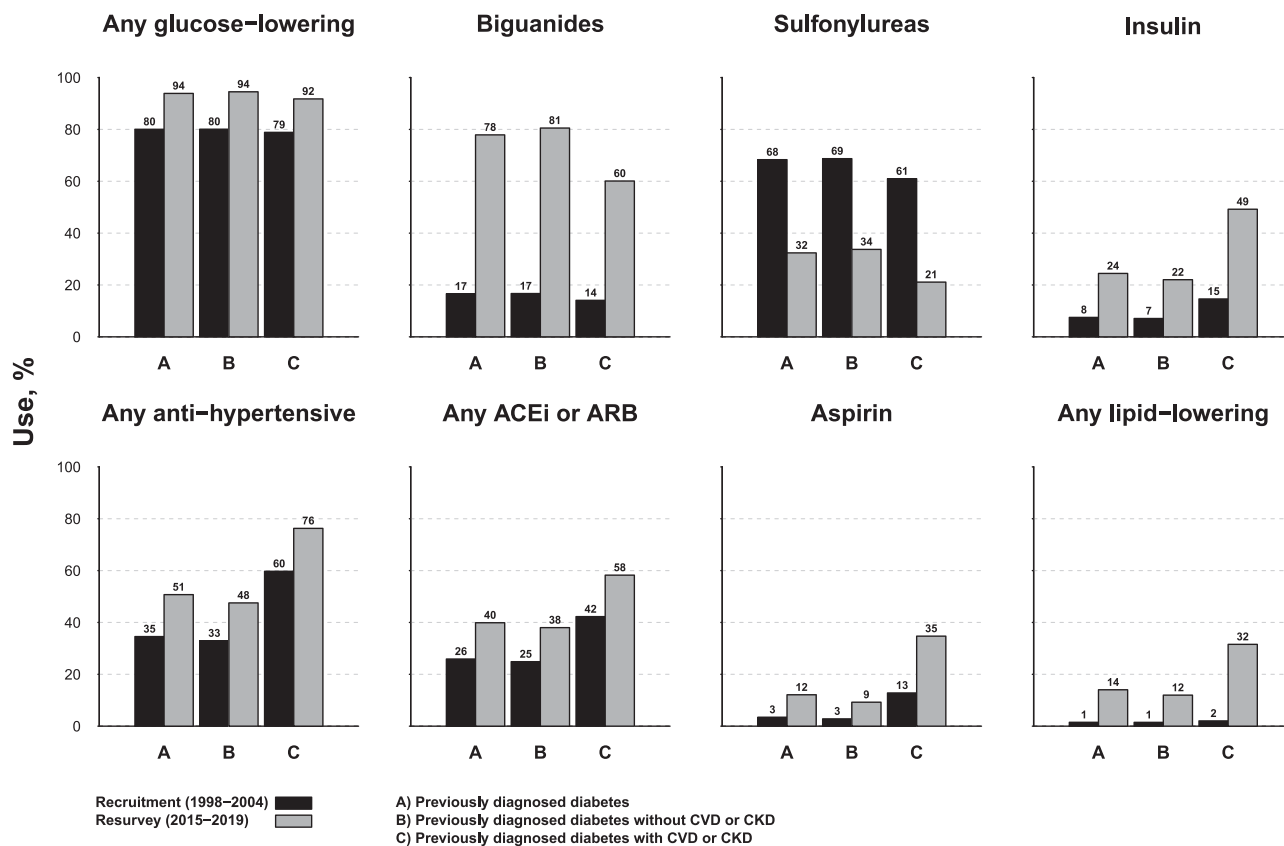 Any glucose−lowering
Biguanides
Sulfonylureas
Insulin
100
80
60
40
20
0
80
94
80
94
79
92
A
B
C
17
78
17
81
14
60
A
B
C
68
32
69
34
61
21
A
B
C
8
24
7
22
15
49
A
B
C
Use, %
Any anti−hypertensive
Any ACEi or ARB
Aspirin
Any lipid−lowering
100
80
60
40
20
0
35
51
33
48
60
76
A
B
C
26
40
25
38
42
58
A
B
C
3
12
3
9
13
35
A
B
C
1
14
1
12
2
32
A
B
C
Recruitment (1998−2004)
Resurvey (2015−2019)
A) Previously diagnosed diabetes
B) Previously diagnosed diabetes without CVD or CKD
C) Previously diagnosed diabetes with CVD or CKD